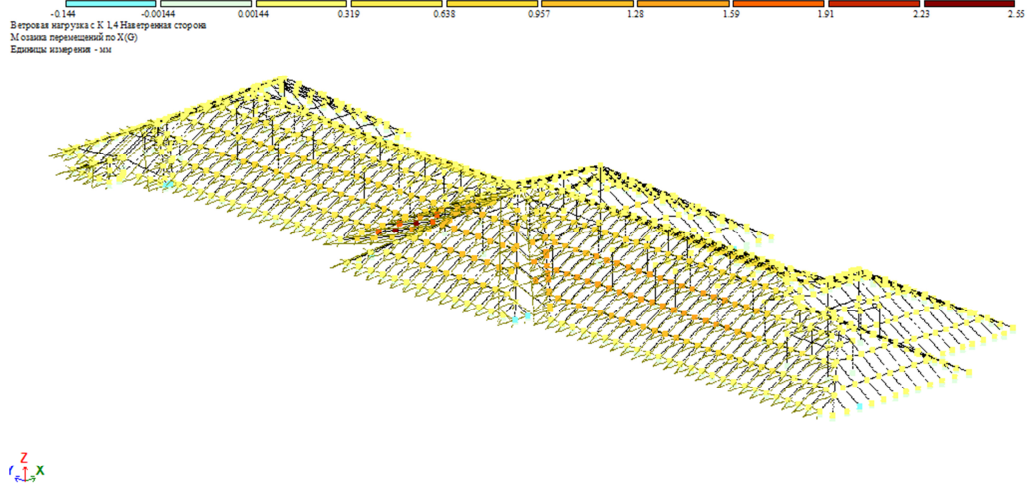 -0.144 -0.00144 0.00144 0.319 0.638 0.957 1.28 1.59 1.91 2.23 2.55
Ветровая нагрузка с К 1,4 Наветренная сторона
Мозаика перемещений по X(G)
Единицы измерения - мм
Z
Y X